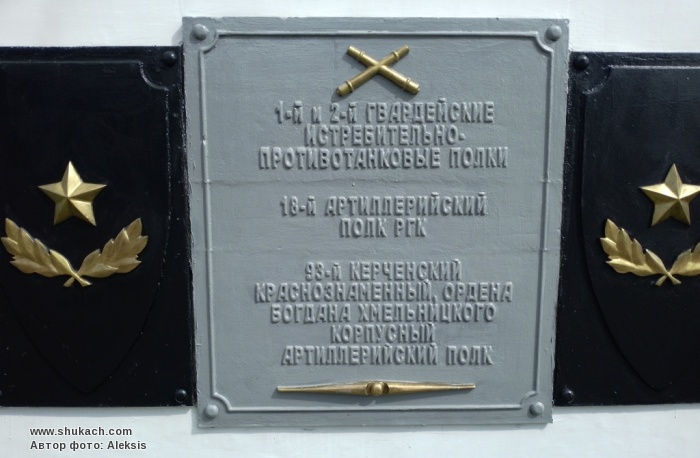 1-й и 2-й ГВАРДЕЙСКИЕ
ИСТРЕБИТЕЛЬНО-
ПРОТИВОТАНКОВЫЕ ПОЛКИ
18-й АРТИЛЛЕРИЙСКИЙ
ПОЛК РГК
93-й КЕРЧЕНСКИЙ
КРАСНОЗНАМЕННЫЙ, ОРДЕНА
БОГДАНА ХМЕЛЬНИЦКОГО
КОРПУСНЫЙ
АРТИЛЛЕРИЙСКИЙ ПОЛК
www.shukach.com
Автор фото: Aleksis